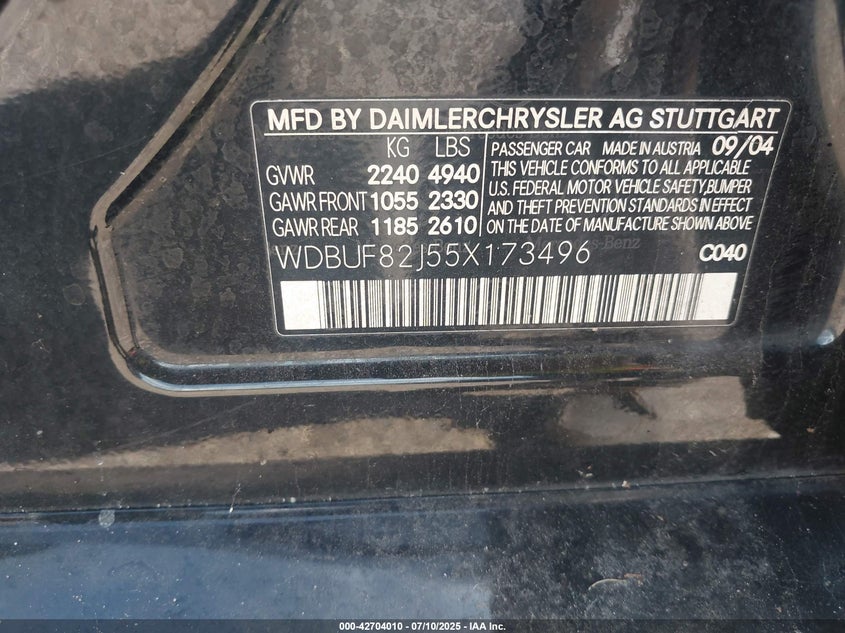 MFD BY DAIMLERCHRYSLER AG STUTTGART
KG LBS
GVWR 2240 4940
GAWR FRONT 1055 2330
GAWR REAR 1185 2610
PASSENGER CAR MADE IN AUSTRIA 09/04
THIS VEHICLE CONFORMS TO ALL APPLICABLE
U.S. FEDERAL MOTOR VEHICLE SAFETY,BUMPER
AND THEFT PREVENTION STANDARDS IN EFFECT
ON THE DATE OF MANUFACTURE SHOWN ABOVE
WDBUF82J55X173496 C040
000-42704010 | 07/10/2025 - IAA Inc.